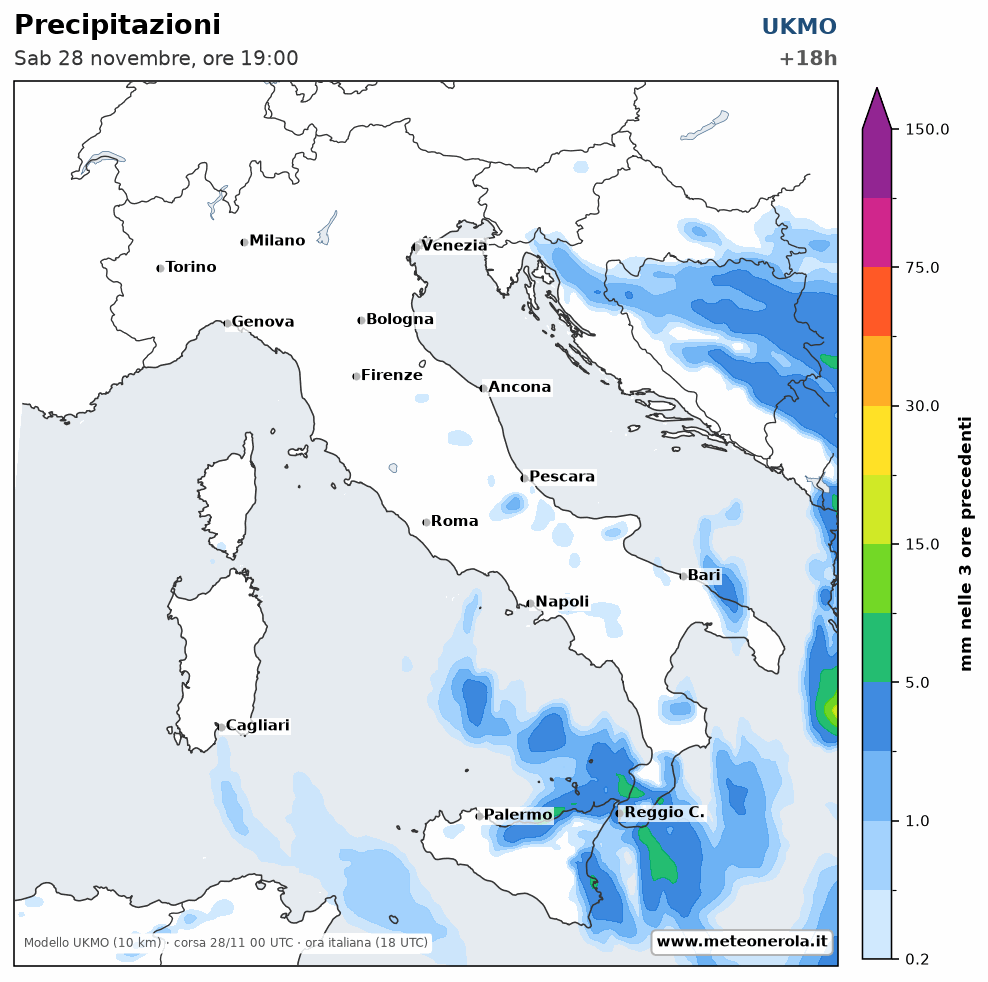 Precipitazioni
UKMO
Sab 28 novembre, ore 19:00
+18h
150.0
Milano
Venezia
Torino
75.0
Genova
Bologna
Firenze
Ancona
30.0
Pescara
Roma
15.0
Bari
Napoli
5.0
Cagliari
Palermo
Reggio C.
1.0
mm nelle 3 ore precedenti
Modello UKMO (10 km) · corsa 28/11 00 UTC · ora italiana (18 UTC)
www.meteonerola.it
0.2